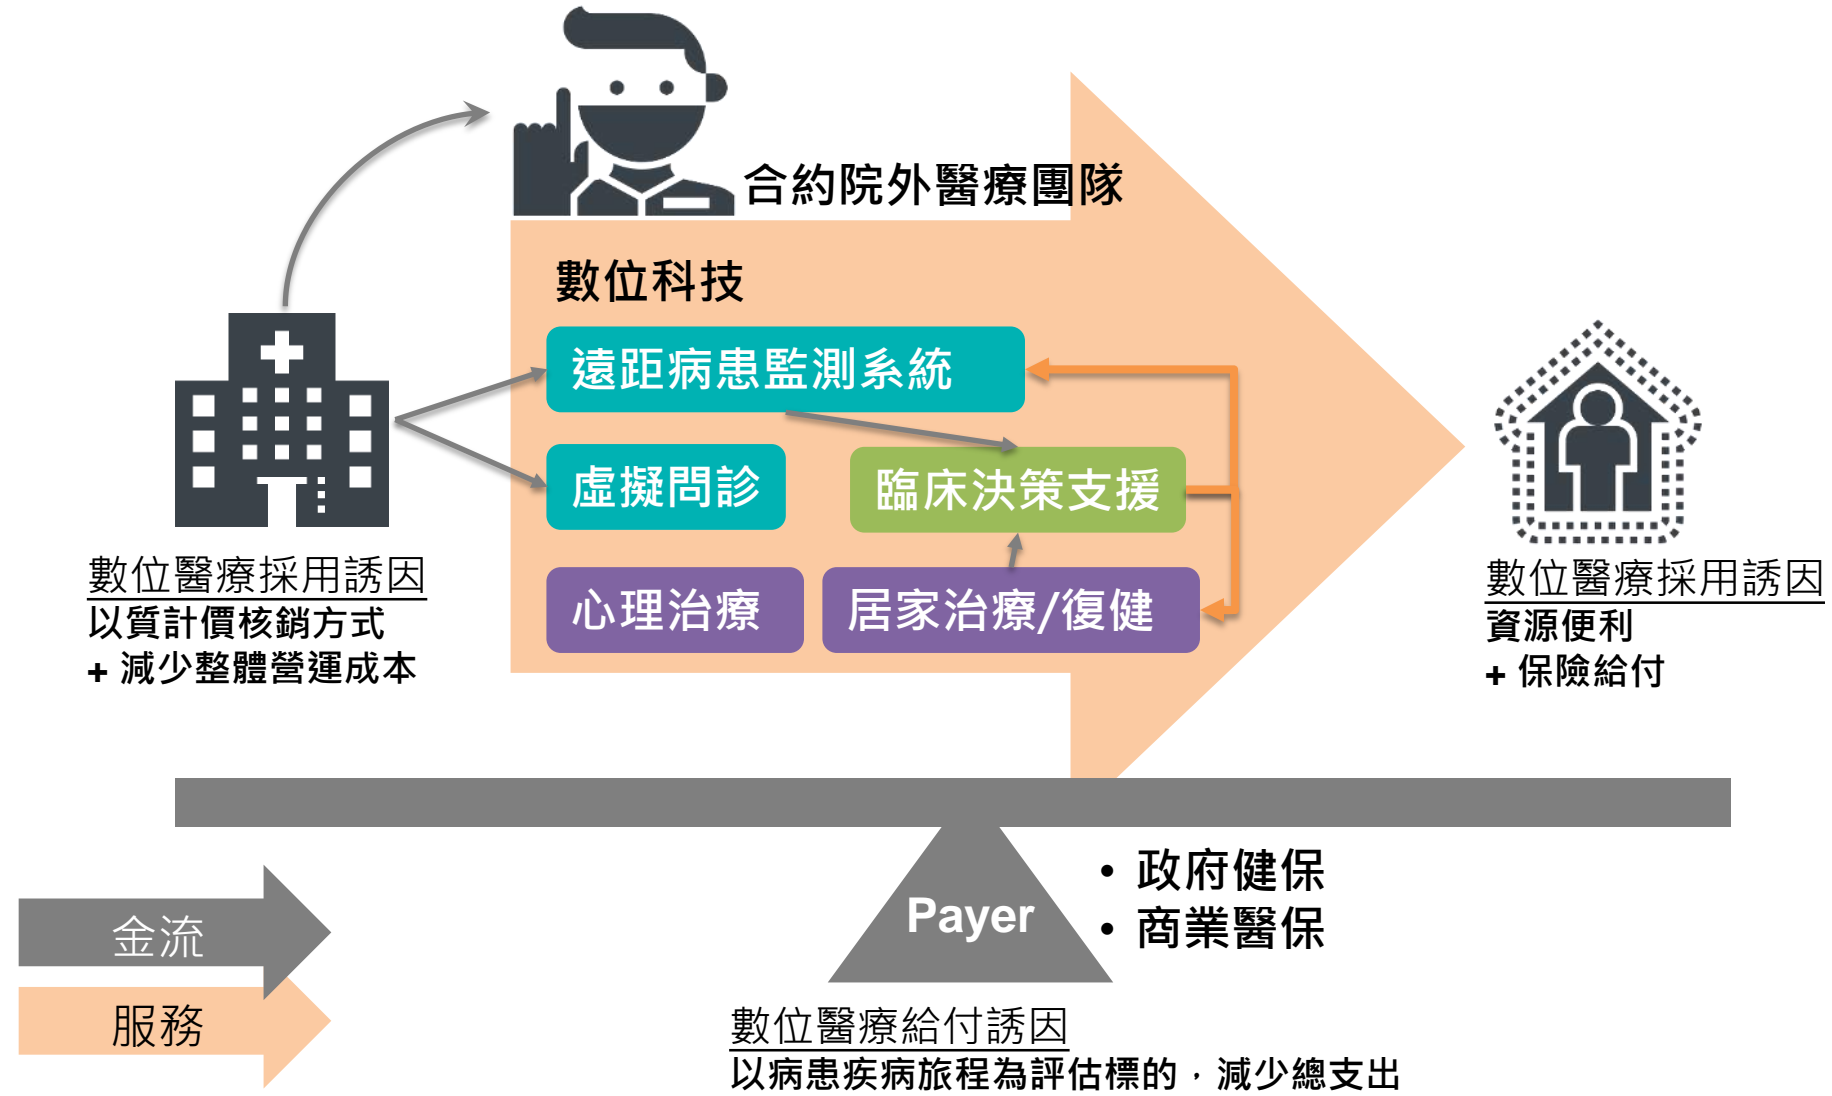 合約院外醫療團隊
數位科技
遠距病患監測系統
虛擬問診
臨床決策支援
心理治療
居家治療/復健
數位醫療採用誘因
以質計價核銷方式
+ 減少整體營運成本
數位醫療採用誘因
資源便利
+ 保險給付
Payer
• 政府健保
• 商業醫保
金流
服務
數位醫療給付誘因
以病患疾病旅程為評估標的，減少總支出